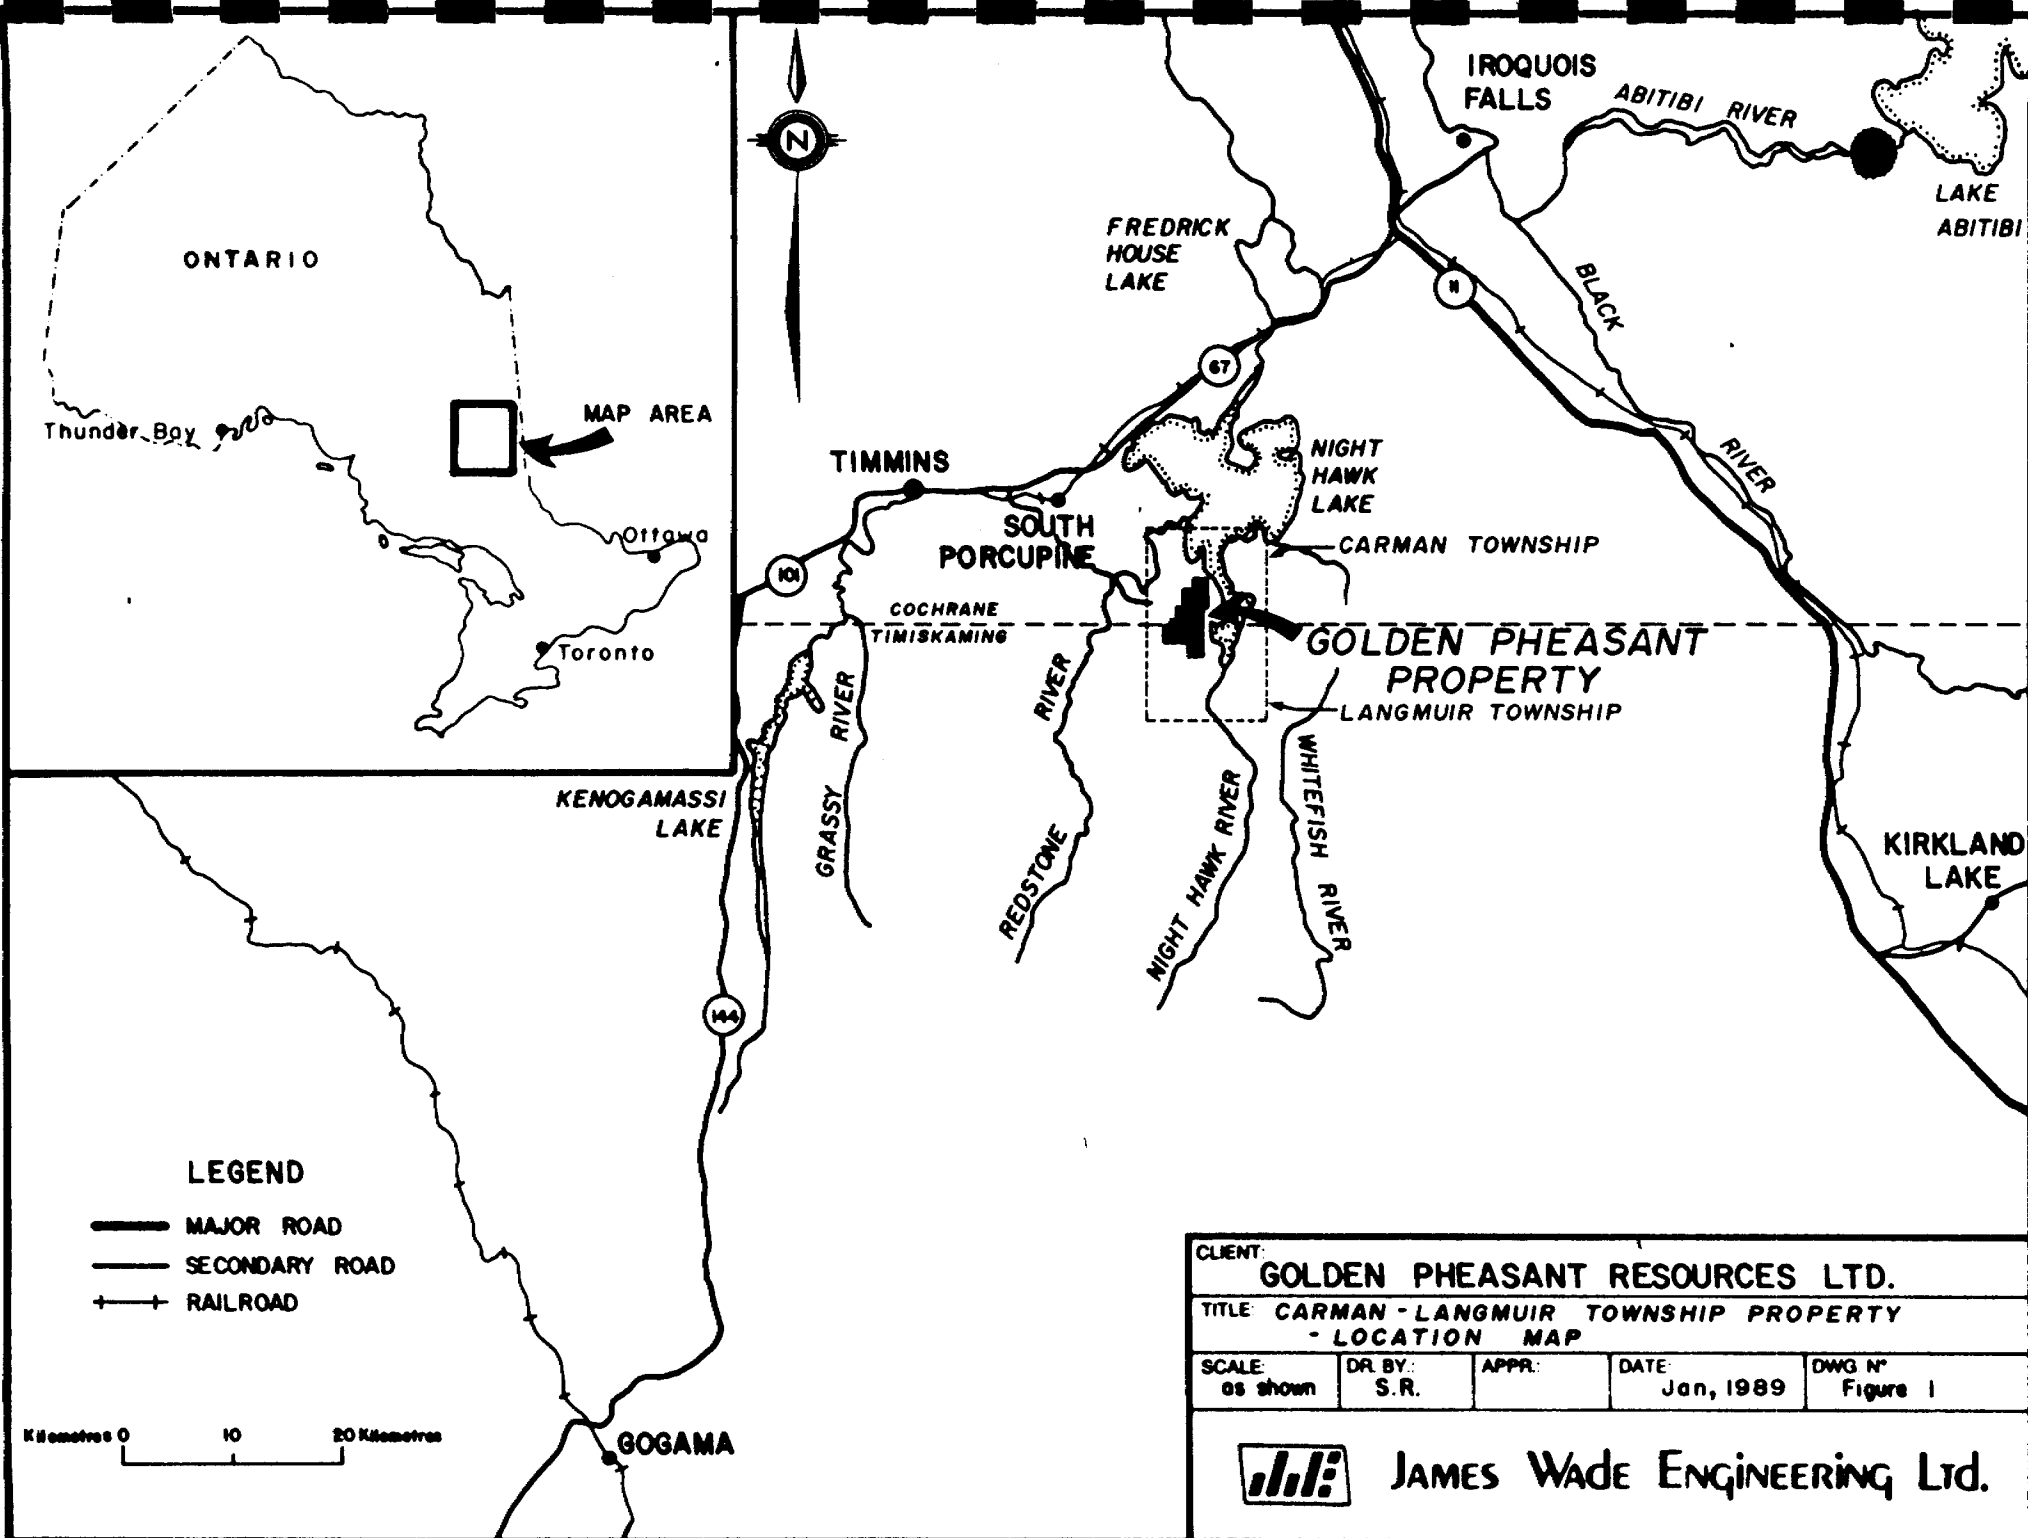 ONTARIO
Thunder Bay
MAP AREA
Ottawa
Toronto
N
IROQUOIS
FALLS
ABITIBI RIVER
LAKE
ABITIBI
FREDRICK
HOUSE
LAKE
BLACK
RIVER
11
67
TIMMINS
SOUTH
PORCUPINE
NIGHT
HAWK
LAKE
CARMAN TOWNSHIP
101
COCHRANE
TIMISKAMING
GOLDEN PHEASANT
PROPERTY
LANGMUIR TOWNSHIP
KENOGAMASSI
LAKE
GRASSY RIVER
REDSTONE RIVER
NIGHT HAWK RIVER
WHITEFISH RIVER
KIRKLAND
LAKE
144
LEGEND
MAJOR ROAD
SECONDARY ROAD
RAILROAD
Kilometres 0 10 20 Kilometres
GOGAMA
CLIENT:
GOLDEN PHEASANT RESOURCES LTD.
TITLE: CARMAN - LANGMUIR TOWNSHIP PROPERTY
- LOCATION MAP
SCALE: as shown
DR. BY.: S.R.
APPR.:
DATE: Jan, 1989
DWG. Nº Figure 1
JAMES WADE ENGINEERING LTD.